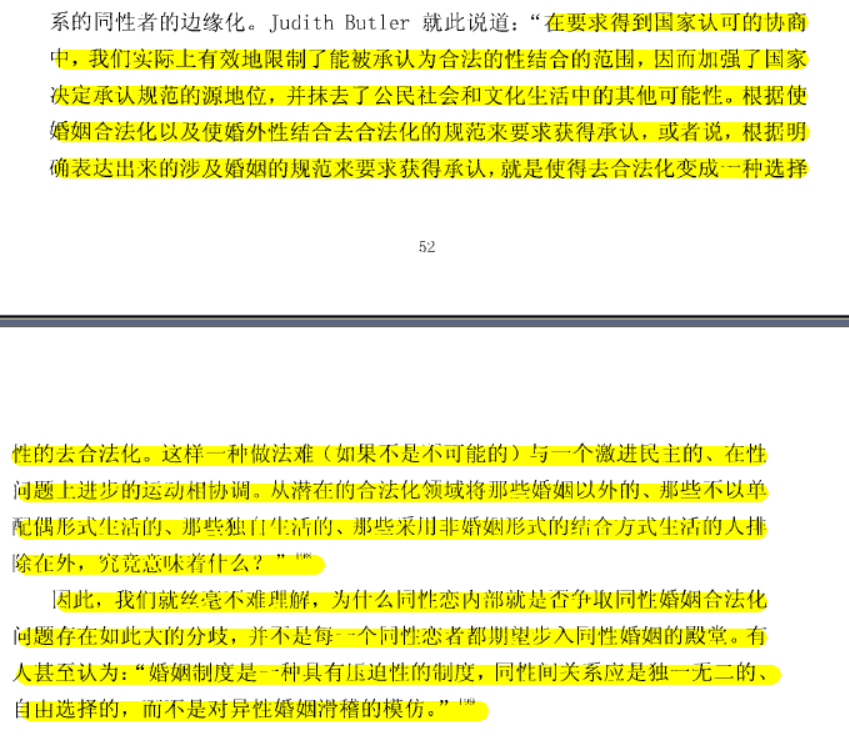 系的同性者的边缘化。Judith Butler 就此说道：“在要求得到国家认可的协商
中，我们实际上有效地限制了能被承认为合法的性结合的范围，因而加强了国家
决定承认规范的源地位，并抹去了公民社会和文化生活中的其他可能性。根据使
婚姻合法化以及使婚外性结合去合法化的规范来要求获得承认，或者说，根据明
确表达出来的涉及婚姻的规范来要求获得承认，就是使得去合法化变成一种选择
52
性的去合法化。这样一种做法难（如果不是不可能的）与一个激进民主的、在性
问题上进步的运动相协调。从潜在的合法化领域将那些婚姻以外的、那些不以单
配偶形式生活的、那些独自生活的、那些采用非婚姻形式的结合方式生活的人排
除在外，究竟意味着什么？”
因此，我们就丝毫不难理解，为什么同性恋内部就是否争取同性婚姻合法化
问题存在如此大的分歧，并不是每一个同性恋者都期望步入同性婚姻的殿堂。有
人甚至认为：“婚姻制度是一种具有压迫性的制度，同性间关系应是独一无二的、
自由选择的，而不是对异性婚姻滑稽的模仿。”